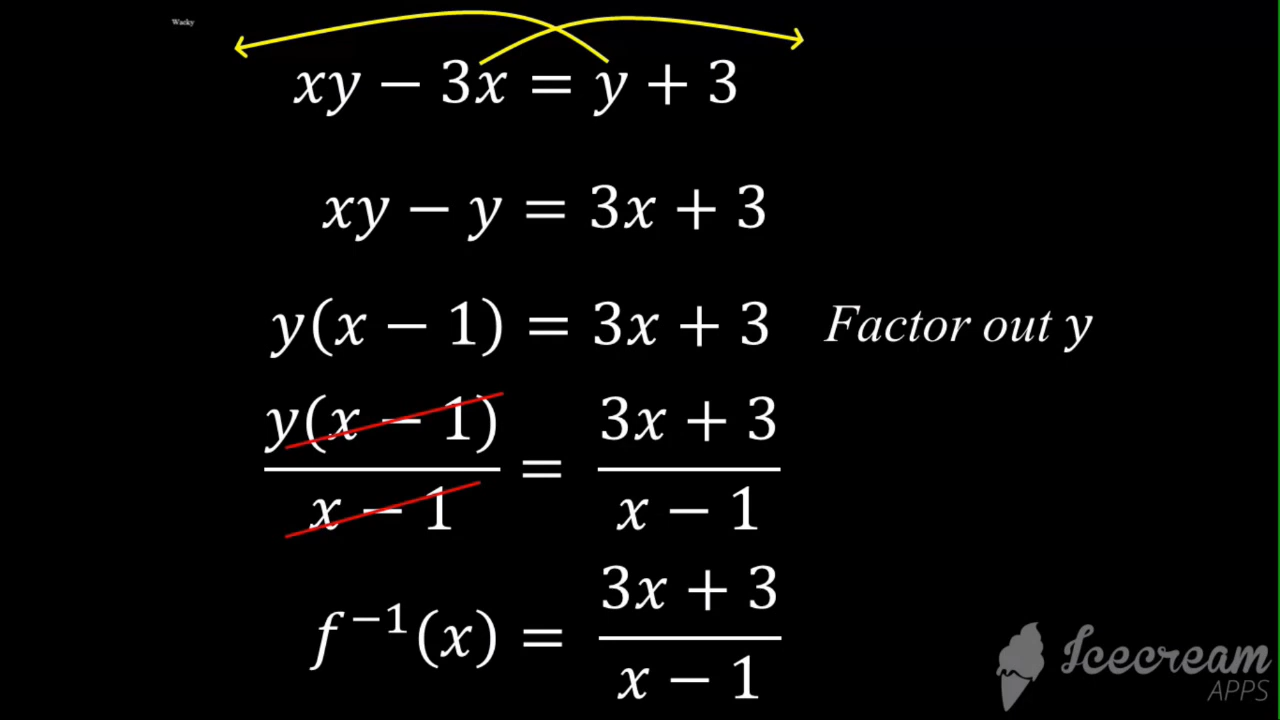 Wacky
xy − 3x = y + 3
xy − y = 3x + 3
y(x − 1) = 3x + 3 Factor out y
y(x − 1) / x − 1 = 3x + 3 / x − 1
f⁻¹(x) = 3x + 3 / x − 1
Icecream
APPS